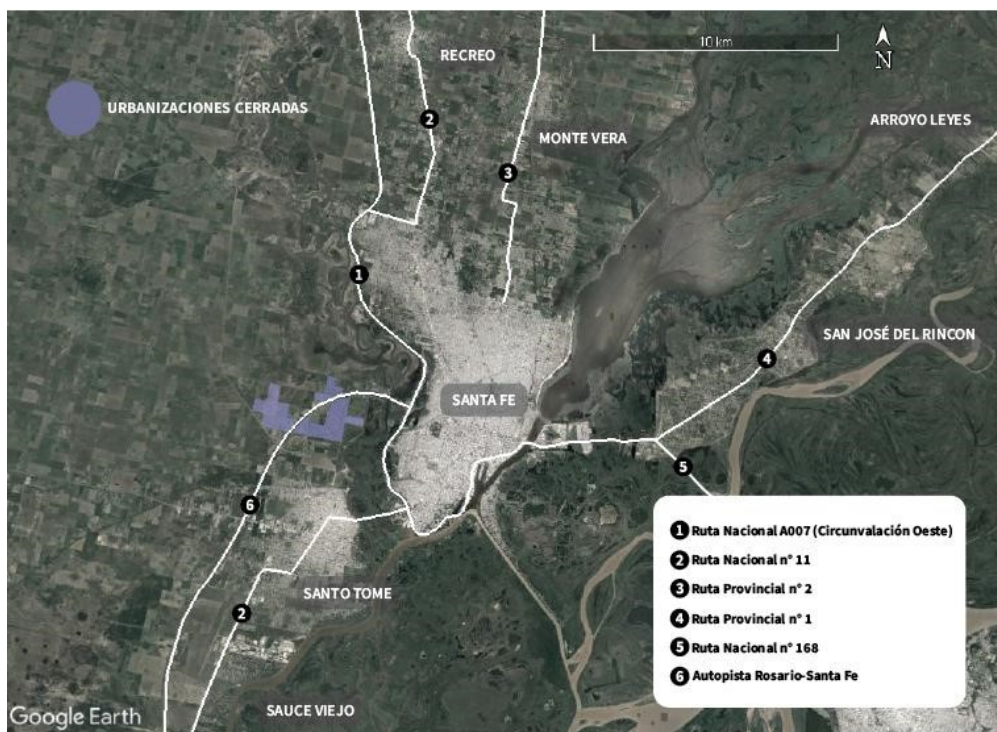 10 km
N
RECREO
URBANIZACIONES CERRADAS
2
MONTE VERA
ARROYO LEYES
3
1
SAN JOSÉ DEL RINCON
4
SANTA FE
5
6
SANTO TOME
2
SAUCE VIEJO
1 Ruta Nacional A007 (Circunvalación Oeste)
2 Ruta Nacional n° 11
3 Ruta Provincial n° 2
4 Ruta Provincial n° 1
5 Ruta Nacional n° 168
6 Autopista Rosario-Santa Fe
Google Earth